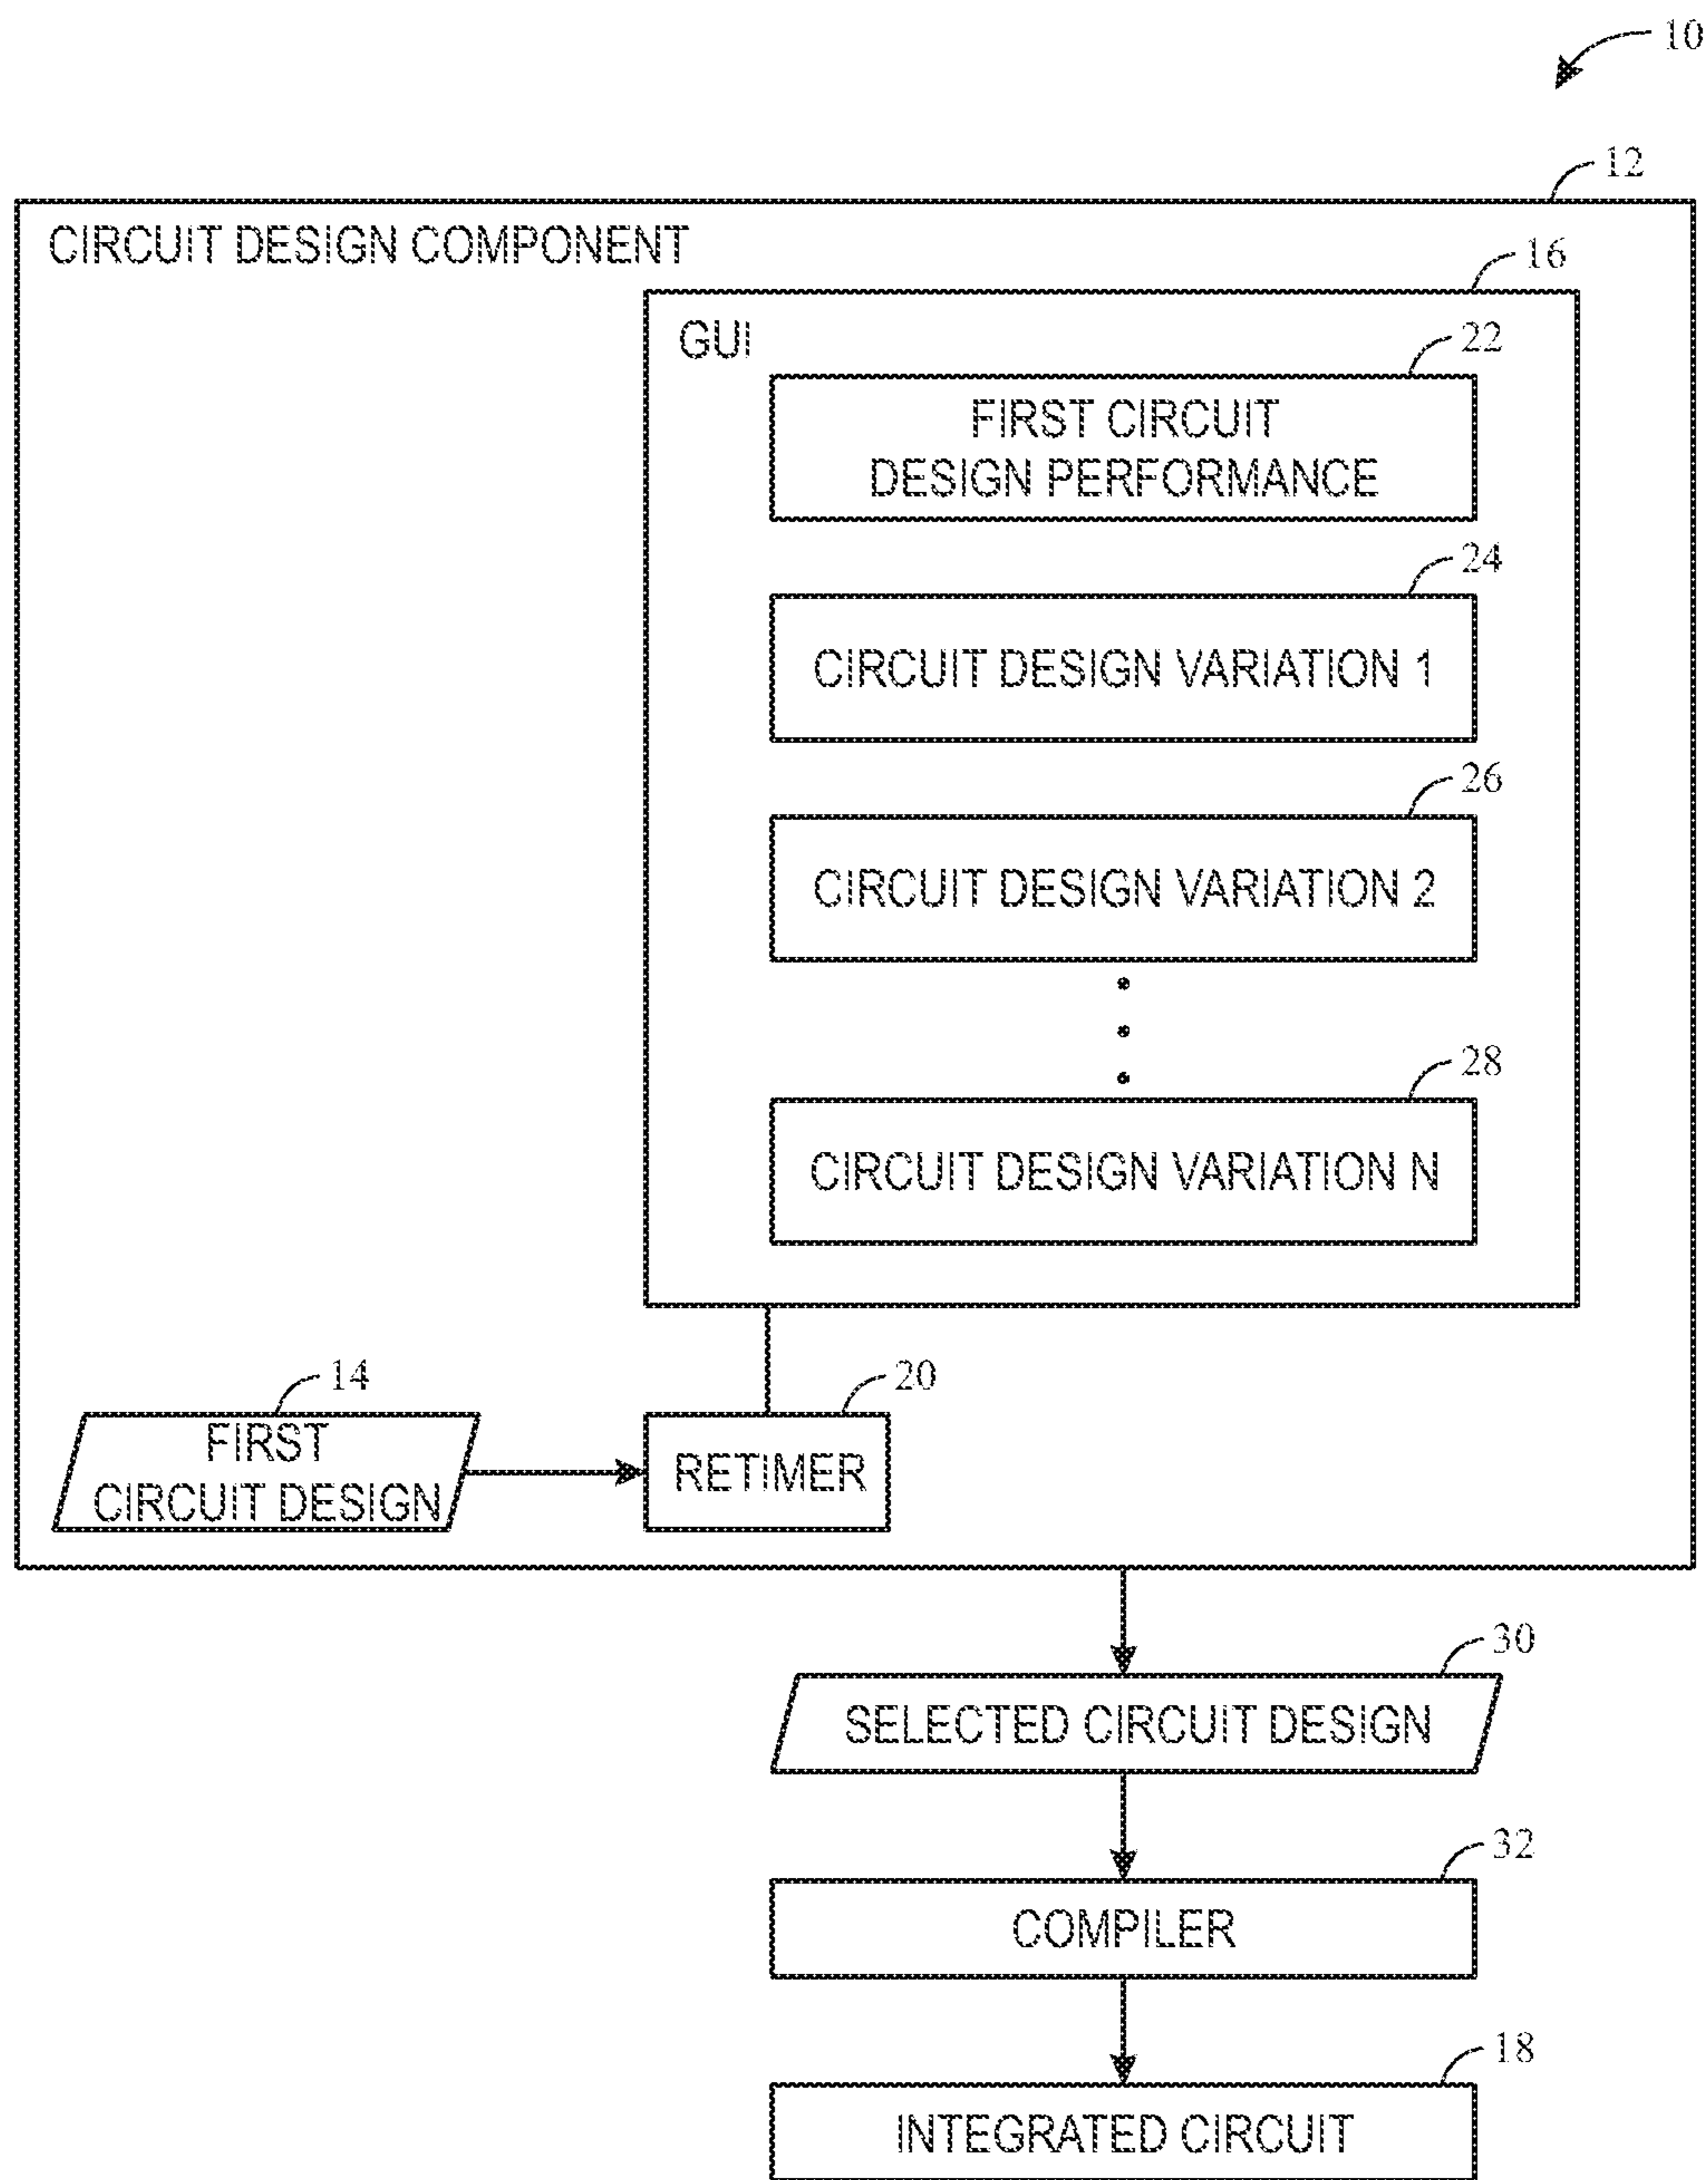 10
12
CIRCUIT DESIGN COMPONENT
16
GUI
22
FIRST CIRCUIT
DESIGN PERFORMANCE
24
CIRCUIT DESIGN VARIATION 1
26
CIRCUIT DESIGN VARIATION 2
28
CIRCUIT DESIGN VARIATION N
14
FIRST
CIRCUIT DESIGN
20
RETIMER
30
SELECTED CIRCUIT DESIGN
32
COMPILER
18
INTEGRATED CIRCUIT